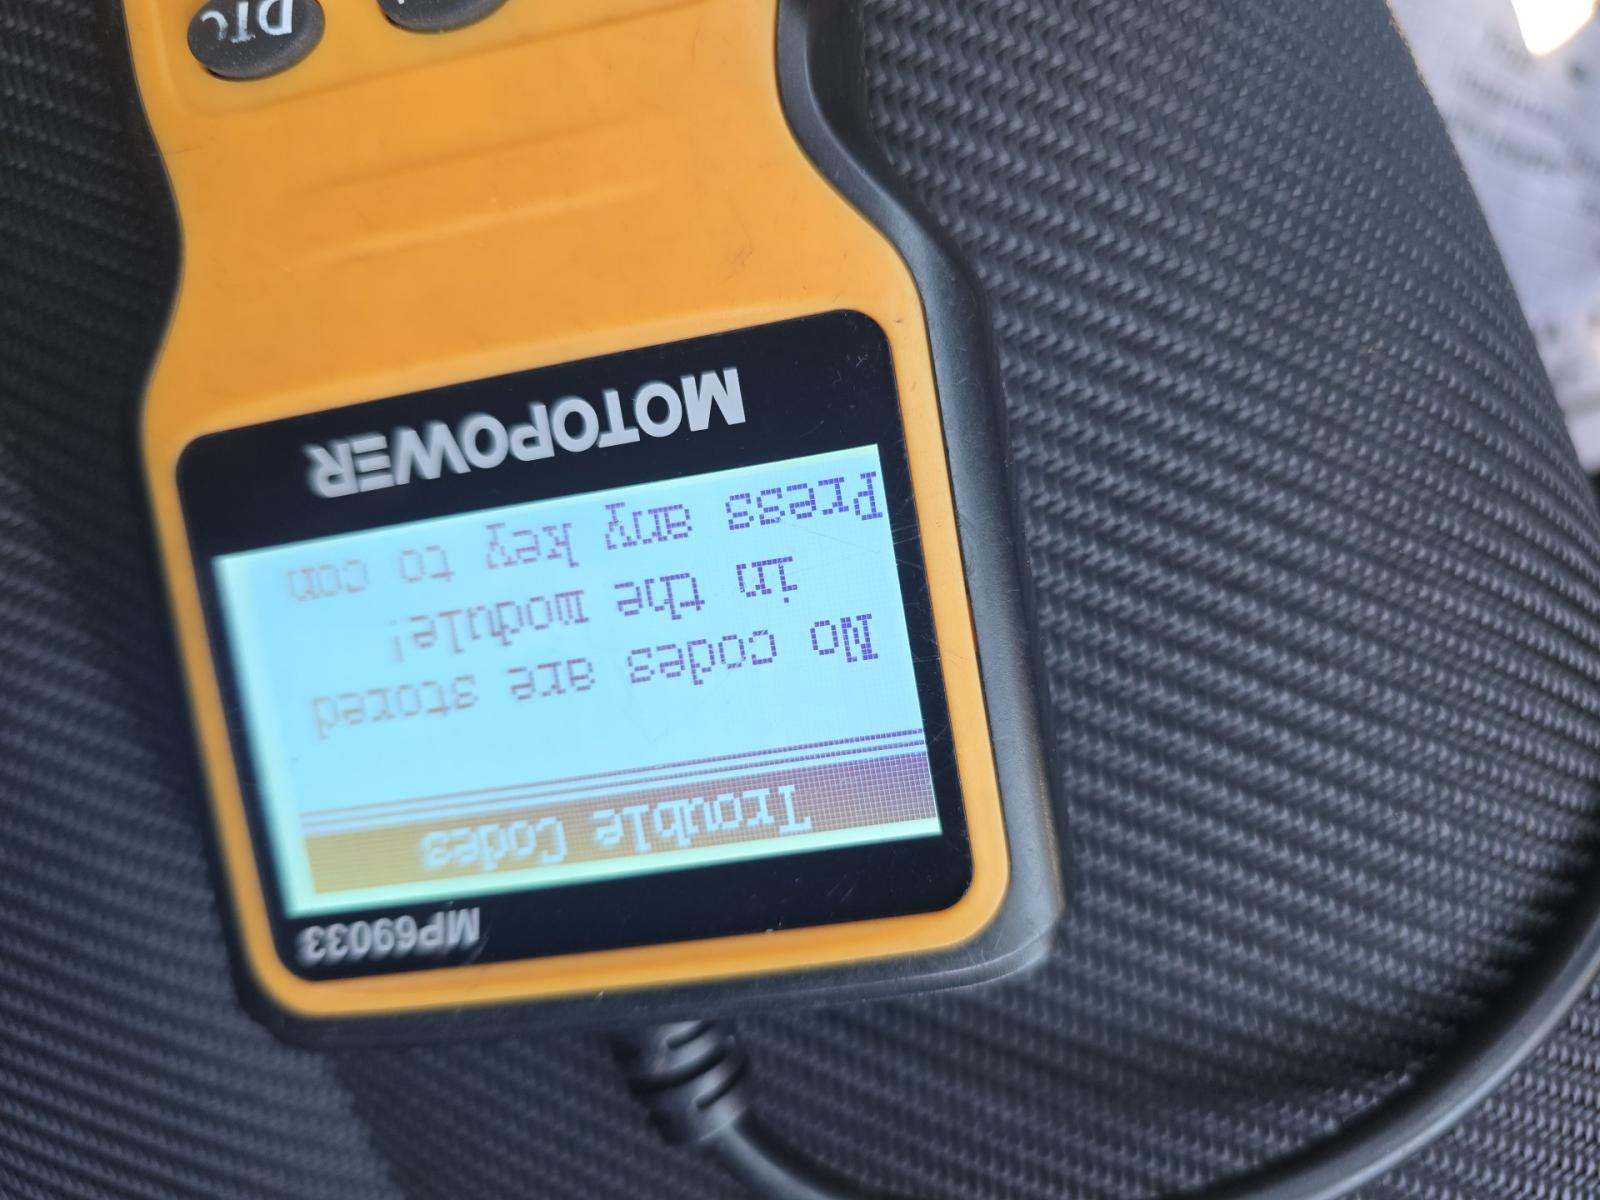 MP69033
Trouble Codes
No codes are stored
in the module!
Press any key to con
MOTOPOWER
DTC